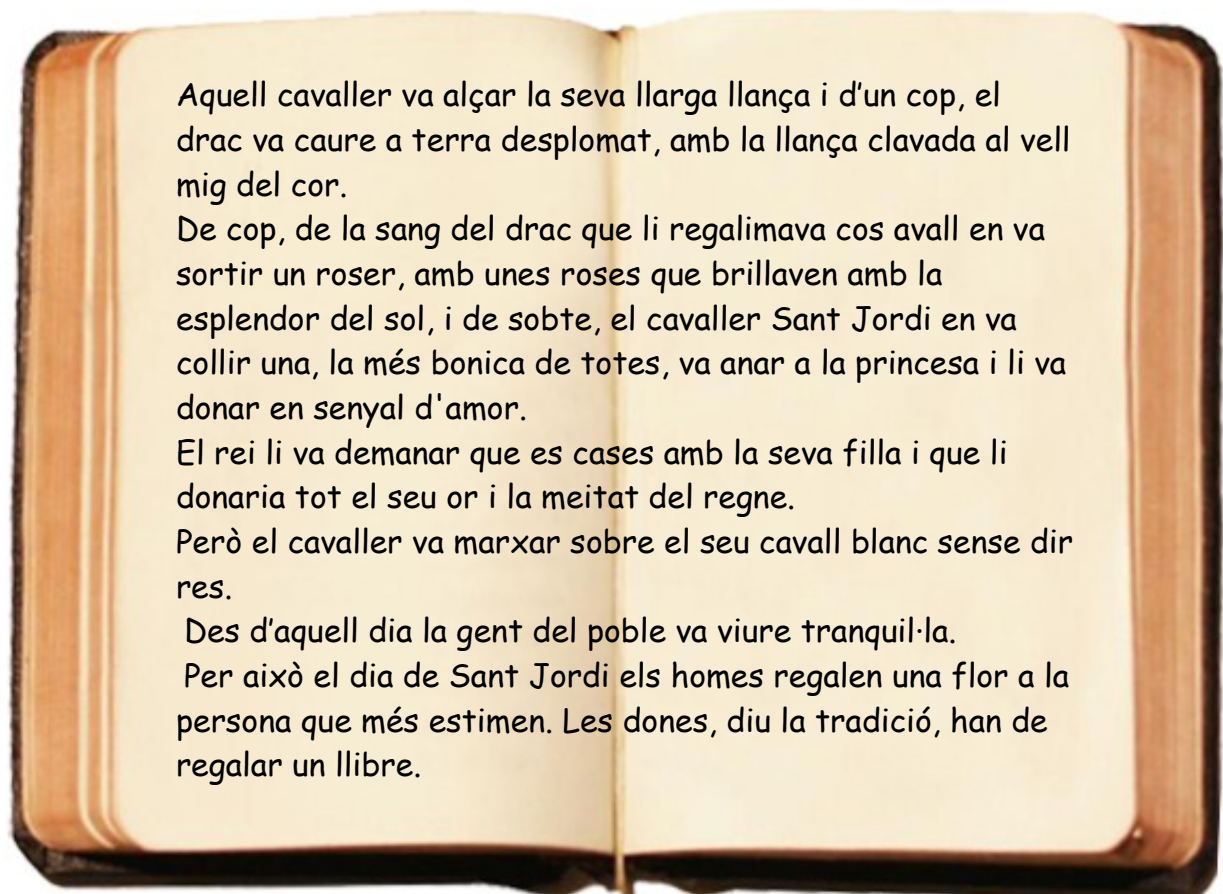 Aquell cavaller va alçar la seva llarga llança i d’un cop, el
drac va caure a terra desplomat, amb la llança clavada al vell
mig del cor.
De cop, de la sang del drac que li regalimava cos avall en va
sortir un roser, amb unes roses que brillaven amb la
esplendor del sol, i de sobte, el cavaller Sant Jordi en va
collir una, la més bonica de totes, va anar a la princesa i li va
donar en senyal d'amor.
El rei li va demanar que es cases amb la seva filla i que li
donaria tot el seu or i la meitat del regne.
Però el cavaller va marxar sobre el seu cavall blanc sense dir
res.
Des d’aquell dia la gent del poble va viure tranquil·la.
Per això el dia de Sant Jordi els homes regalen una flor a la
persona que més estimen. Les dones, diu la tradició, han de
regalar un llibre.